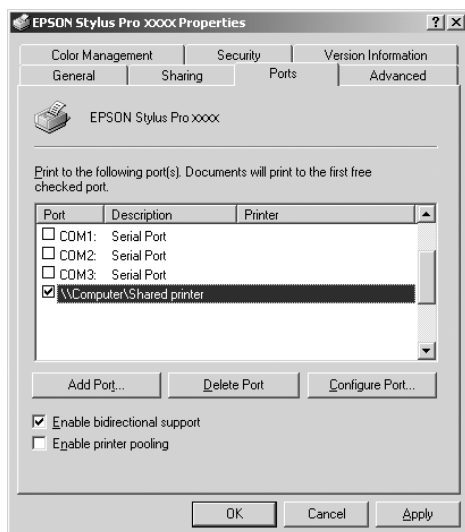 EPSON Stylus Pro XXXX Properties
Color Management Security Version Information
General Sharing Ports Advanced
EPSON Stylus Pro XXXX
Print to the following port(s). Documents will print to the first free
checked port.
Port Description Printer
COM1: Serial Port
COM2: Serial Port
COM3: Serial Port
\\Computer\Shared printer
Add Port... Delete Port Configure Port...
Enable bidirectional support
Enable printer pooling
OK Cancel Apply